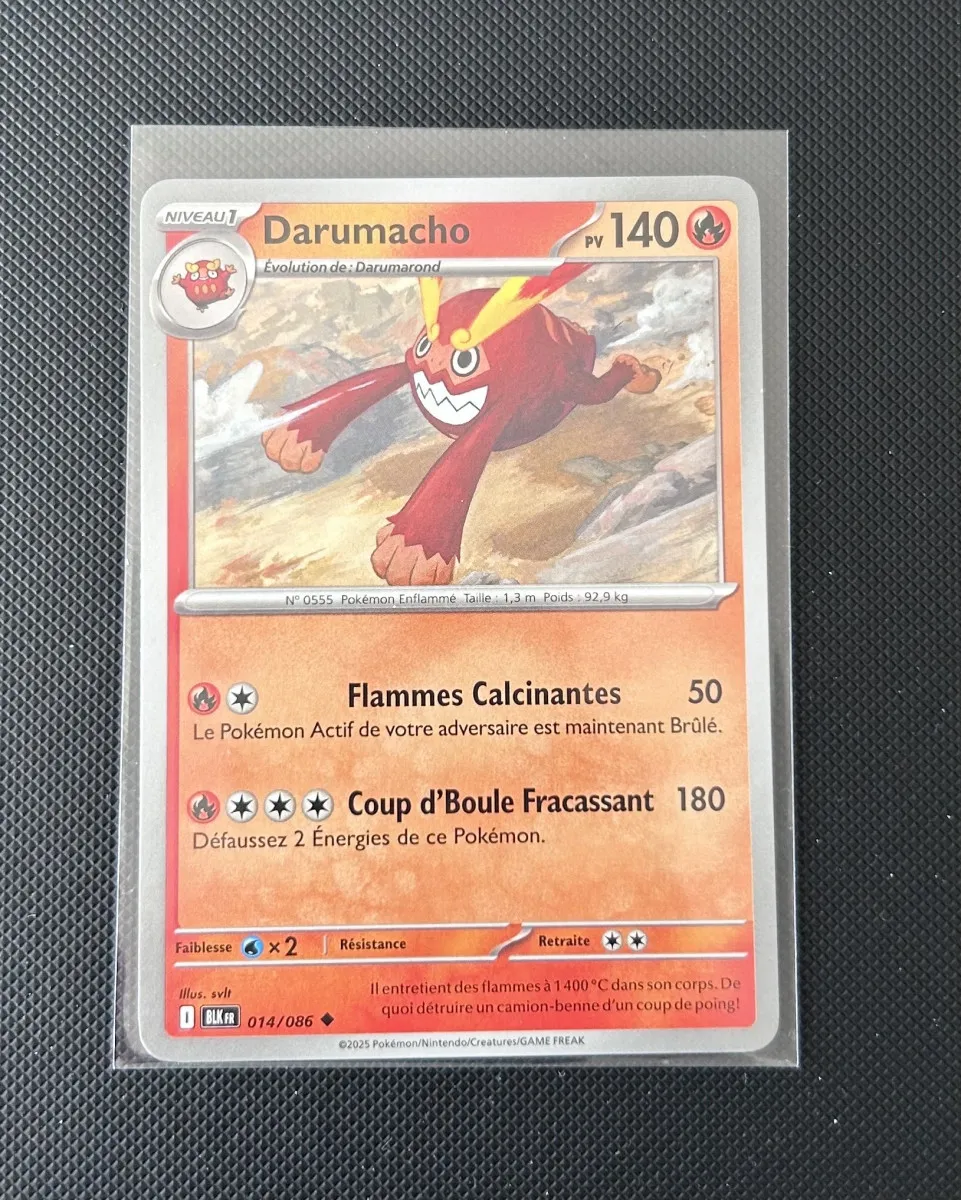 NIVEAU 1
Darumacho
PV 140
Évolution de : Darumarond
N° 0555 Pokémon Enflammé Taille : 1,3 m Poids : 92,9 kg
Flammes Calcinantes 50
Le Pokémon Actif de votre adversaire est maintenant Brûlé.
Coup d'Boule Fracassant 180
Défaussez 2 Énergies de ce Pokémon.
Faiblesse ×2 Résistance Retraite
Illus. svlt
Il entretient des flammes à 1 400 °C dans son corps. De
quoi détruire un camion-benne d'un coup de poing!
I BLK FR 014/086
©2025 Pokémon/Nintendo/Creatures/GAME FREAK